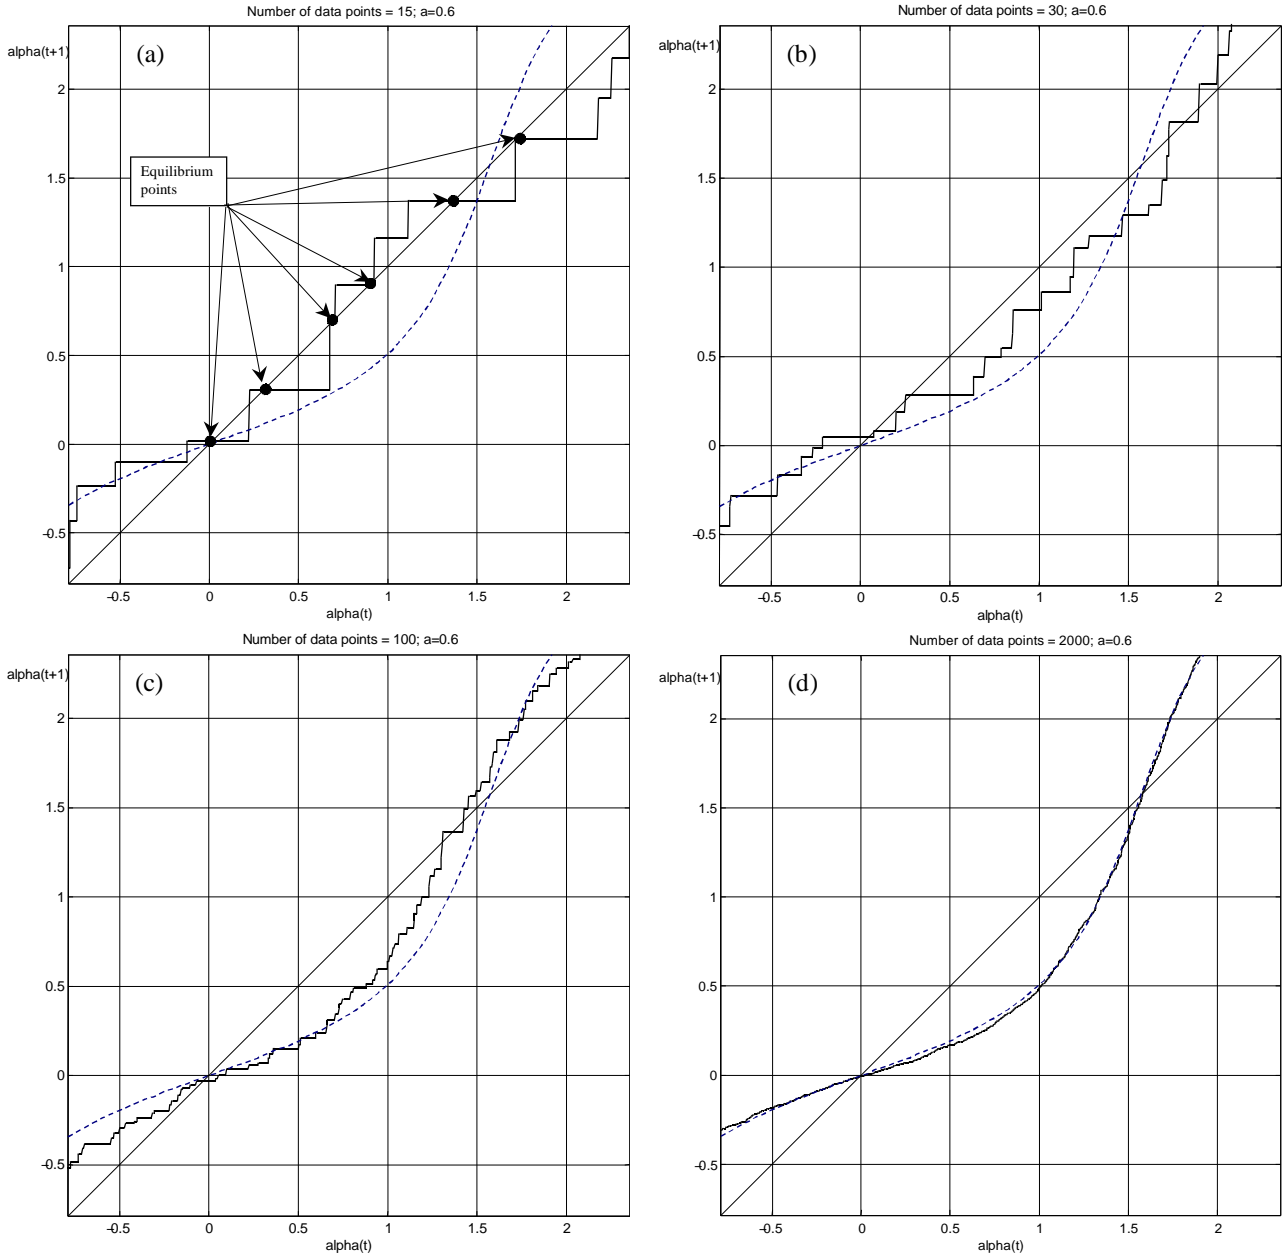 Number of data points = 15; a=0.6
alpha(t+1)
(a)
2
1.5
1
0.5
0
-0.5
Equilibrium
points
-0.5 0 0.5 1 1.5 2
alpha(t)
Number of data points = 30; a=0.6
alpha(t+1)
(b)
2
1.5
1
0.5
0
-0.5
-0.5 0 0.5 1 1.5 2
alpha(t)
Number of data points = 100; a=0.6
alpha(t+1)
(c)
2
1.5
1
0.5
0
-0.5
-0.5 0 0.5 1 1.5 2
alpha(t)
Number of data points = 2000; a=0.6
alpha(t+1)
(d)
2
1.5
1
0.5
0
-0.5
-0.5 0 0.5 1 1.5 2
alpha(t)